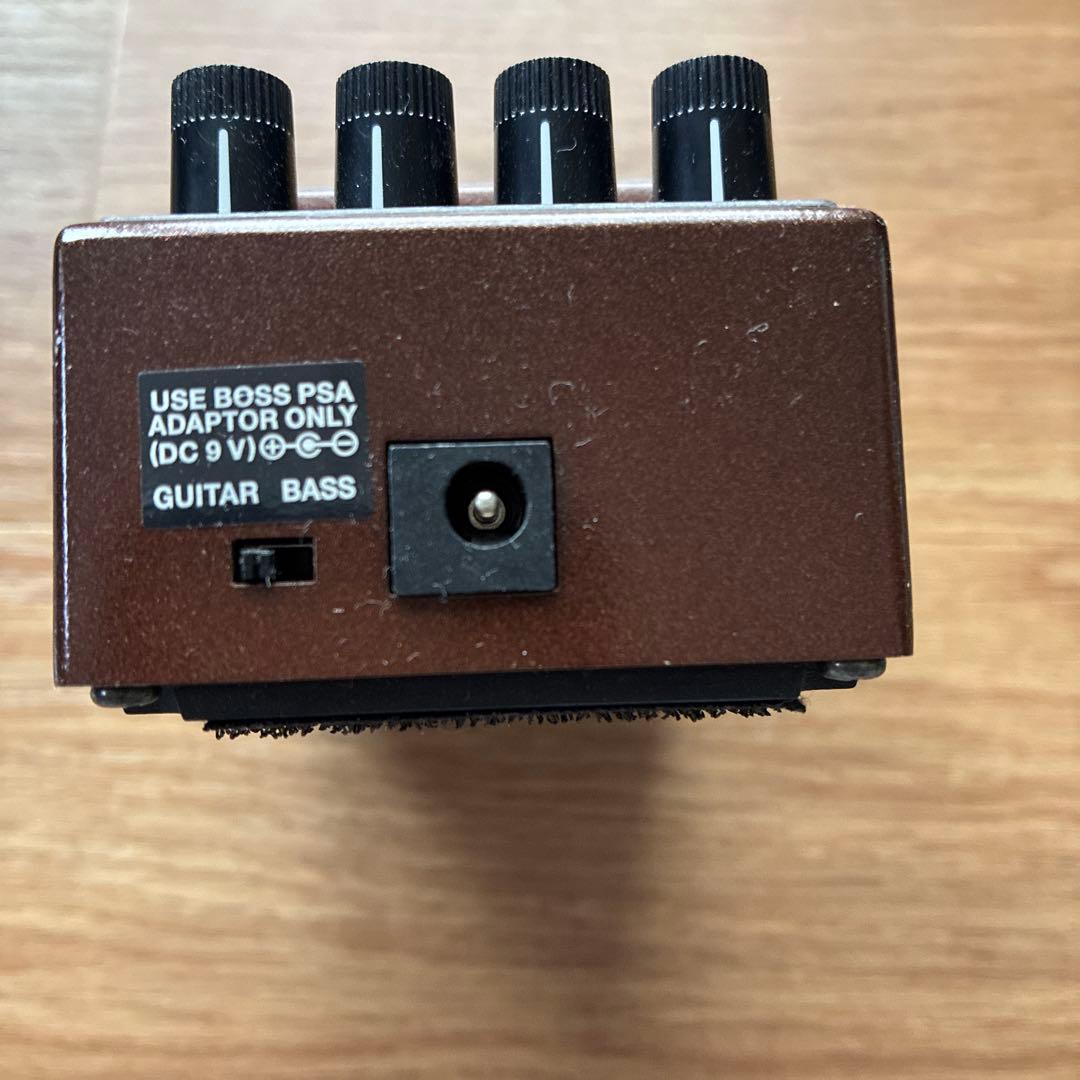 USE BOSS PSA
ADAPTOR ONLY
(DC 9 V)
GUITAR BASS